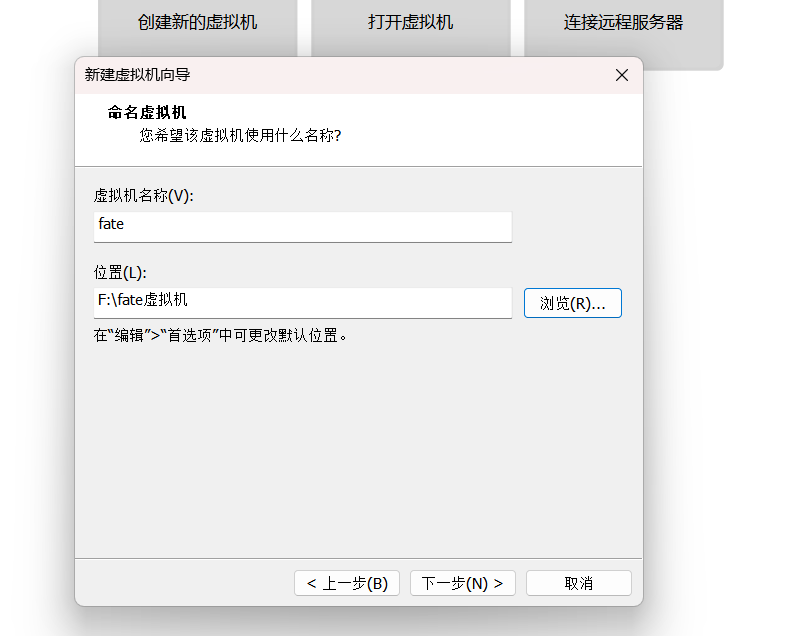 创建新的虚拟机 打开虚拟机 连接远程服务器
新建虚拟机向导
命名虚拟机
您希望该虚拟机使用什么名称?
虚拟机名称(V):
fate
位置(L):
F:\fate虚拟机 浏览(R)...
在“编辑”>“首选项”中可更改默认位置。
< 上一步(B) 下一步(N) > 取消